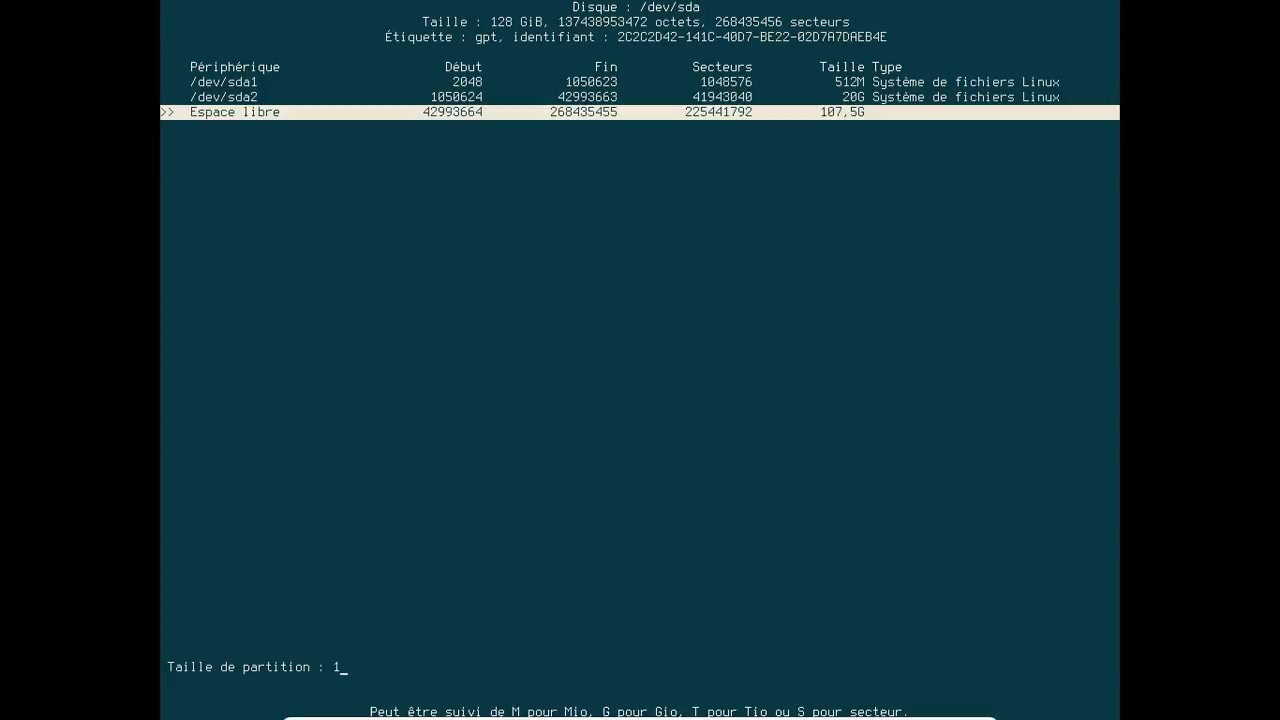 Disque : /dev/sda
Taille : 128 GiB, 137438953472 octets, 268435456 secteurs
Étiquette : gpt, identifiant : 2C2C2D42-141C-40D7-BE22-02D7A7DAEB4E
Périphérique Début Fin Secteurs Taille Type
/dev/sda1 2048 1050623 1048576 512M Système de fichiers Linux
/dev/sda2 1050624 42993663 41943040 20G Système de fichiers Linux
>> Espace libre 42993664 268435455 225441792 107,5G
Taille de partition : 1_
Peut être suivi de M pour Mio, G pour Gio, T pour Tio ou S pour secteur.